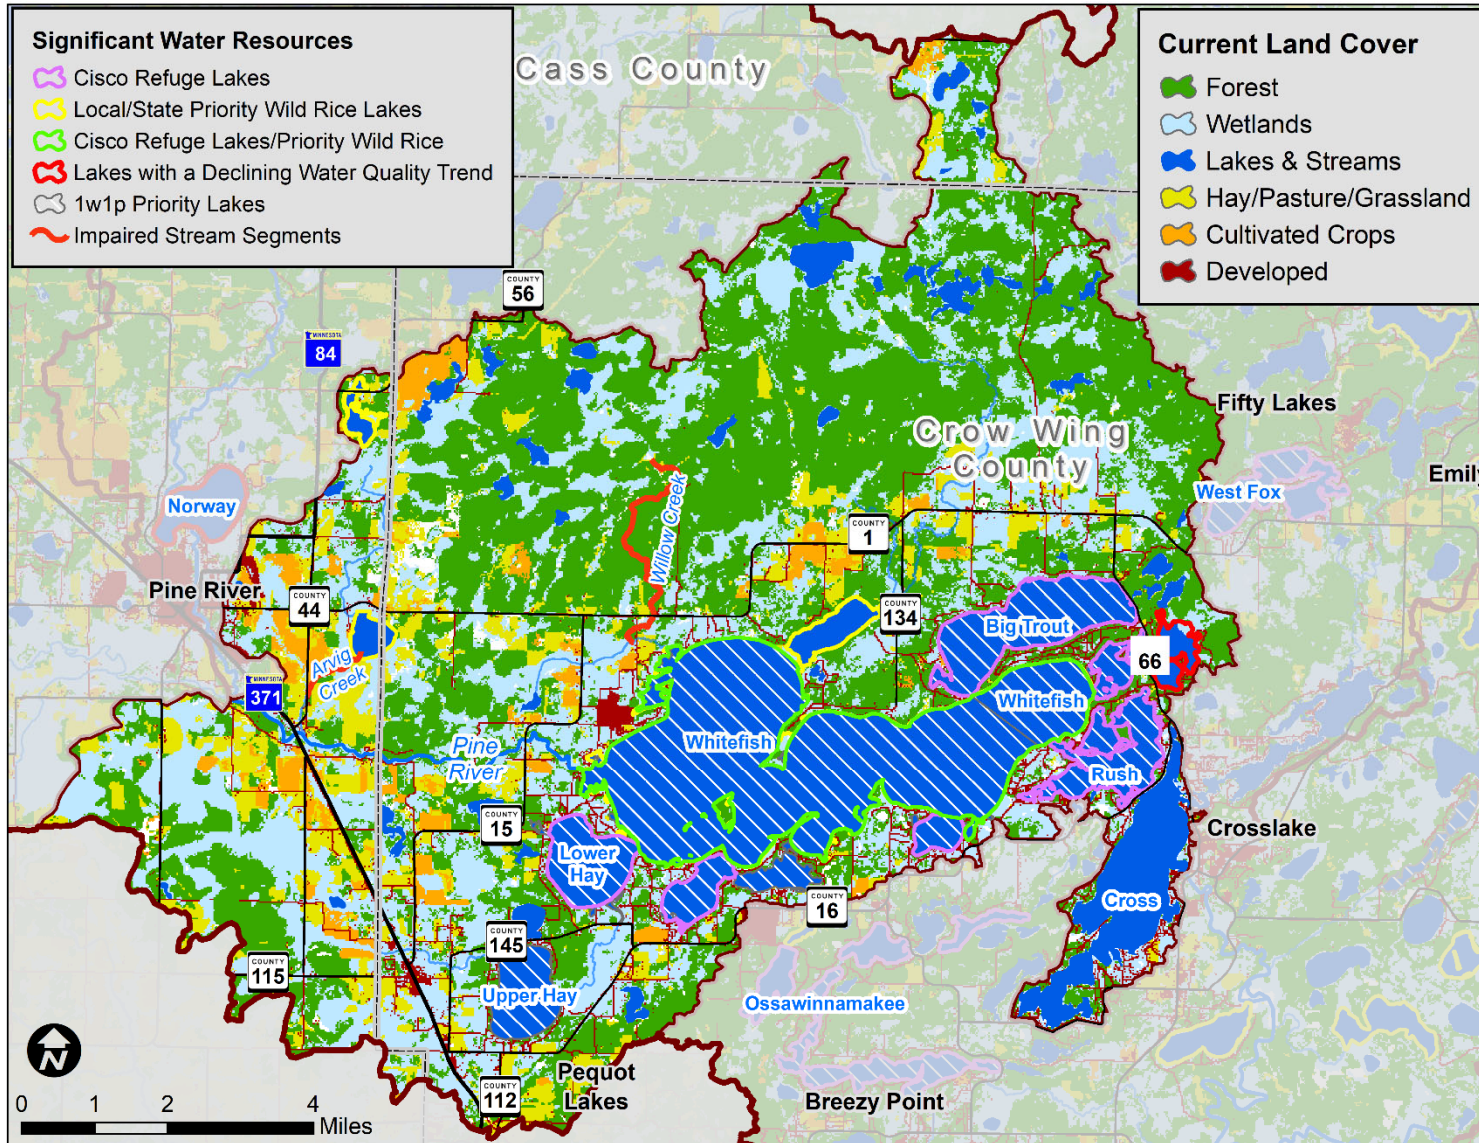 Significant Water Resources
Cisco Refuge Lakes
Local/State Priority Wild Rice Lakes
Cisco Refuge Lakes/Priority Wild Rice
Lakes with a Declining Water Quality Trend
1w1p Priority Lakes
Impaired Stream Segments
Current Land Cover
Forest
Wetlands
Lakes & Streams
Hay/Pasture/Grassland
Cultivated Crops
Developed
Cass County
COUNTY
56
MINNESOTA
84
Fifty Lakes
Crow Wing
County
Emily
West Fox
Norway
Willow Creek
COUNTY
1
Pine River
COUNTY
44
COUNTY
134
Big Trout
66
Arvig
Creek
MINNESOTA
371
Whitefish
Whitefish
Pine
River
Rush
COUNTY
15
Crosslake
Lower
Hay
Cross
COUNTY
16
COUNTY
145
COUNTY
115
Upper Hay
Ossawinnamakee
N
Pequot
Lakes
COUNTY
112
Breezy Point
0 1 2 4
Miles